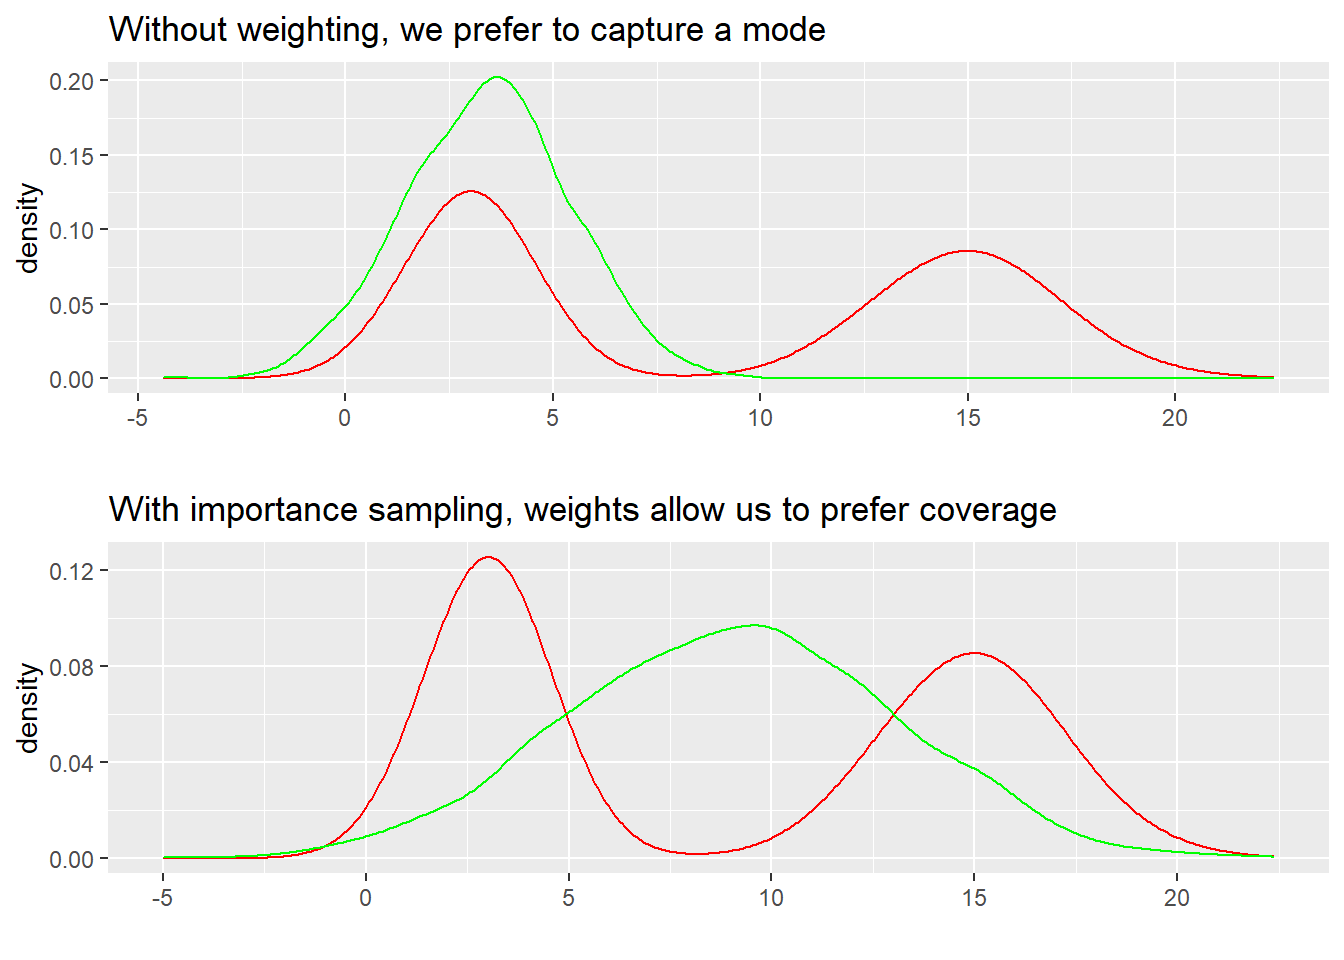 Without weighting, we prefer to capture a mode
0.20
0.15
0.10
0.05
0.00
density
-5 0 5 10 15 20
With importance sampling, weights allow us to prefer coverage
0.12
0.08
0.04
0.00
density
-5 0 5 10 15 20